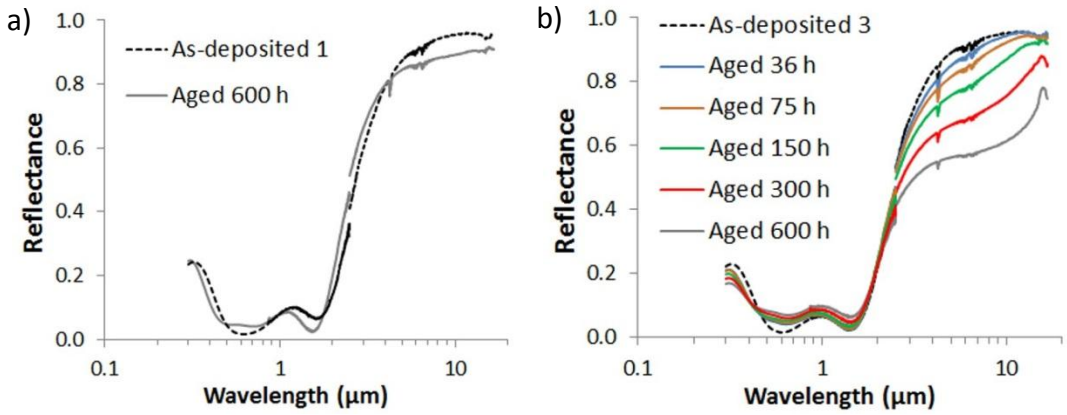 a)
Reflectance
1.0
0.8
0.6
0.4
0.2
0.0
As-deposited 1
Aged 600 h
0.1
1
10
Wavelength (µm)
b)
Reflectance
1.0
0.8
0.6
0.4
0.2
0.0
As-deposited 3
Aged 36 h
Aged 75 h
Aged 150 h
Aged 300 h
Aged 600 h
0.1
1
10
Wavelength (µm)